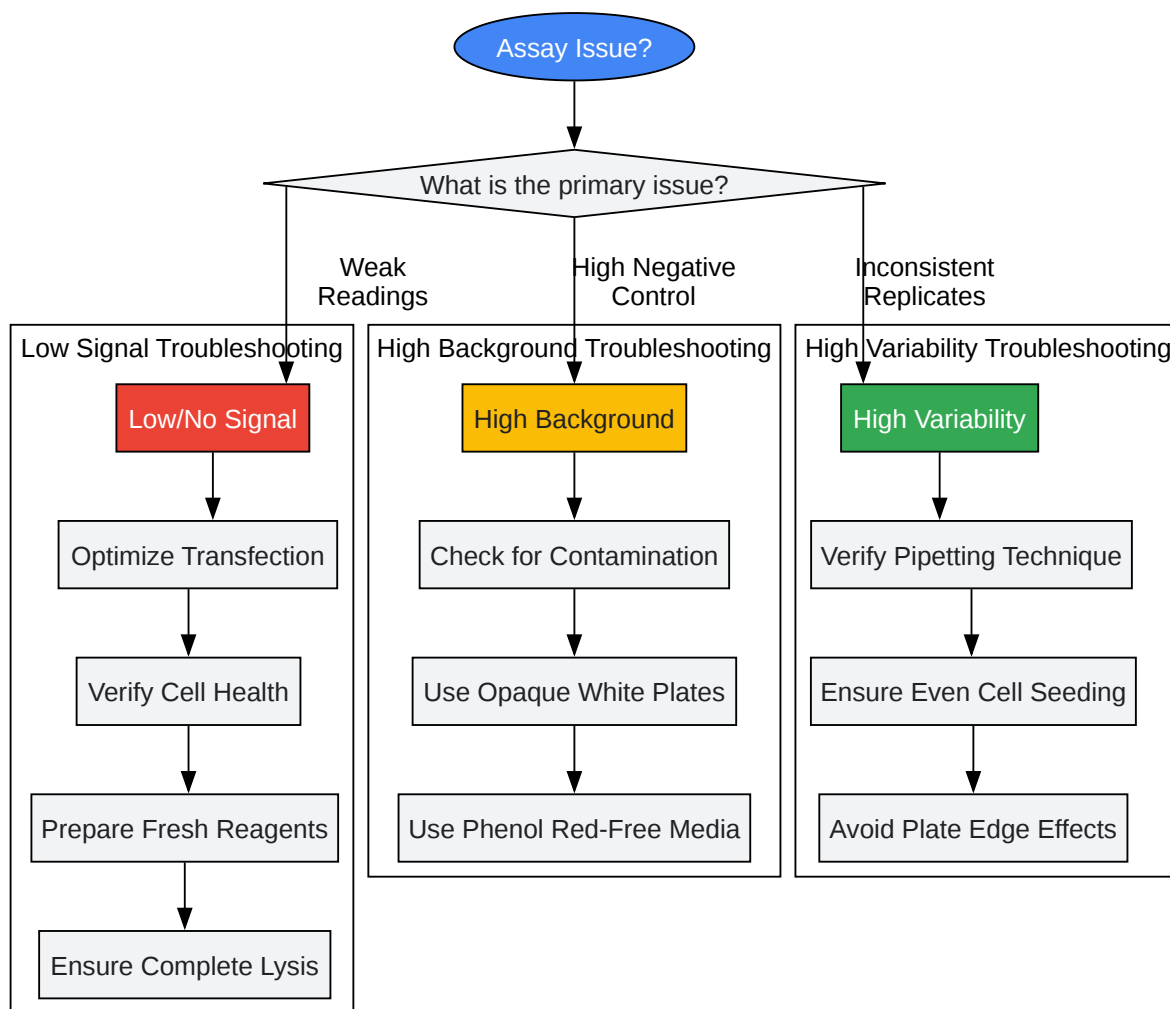 Assay Issue?
What is the primary issue?
Weak
Readings
High Negative
Control
Inconsistent
Replicates
Low Signal Troubleshooting
High Background Troubleshooting
High Variability Troubleshooting
Low/No Signal
High Background
High Variability
Optimize Transfection
Check for Contamination
Verify Pipetting Technique
Verify Cell Health
Use Opaque White Plates
Ensure Even Cell Seeding
Prepare Fresh Reagents
Use Phenol Red-Free Media
Avoid Plate Edge Effects
Ensure Complete Lysis